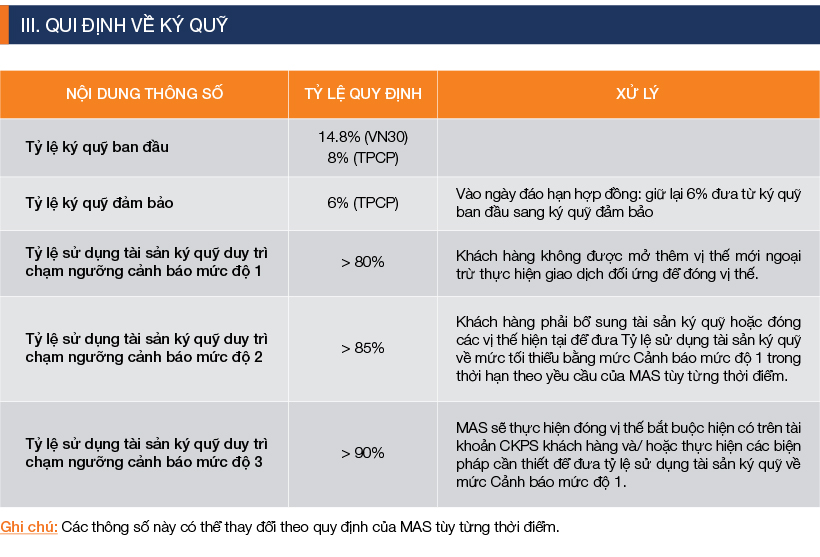 III. QUI ĐỊNH VỀ KÝ QUỸ
NỘI DUNG THÔNG SỐ
TỶ LỆ QUY ĐỊNH
XỬ LÝ
Tỷ lệ ký quỹ ban đầu
14.8% (VN30)
8% (TPCP)
Tỷ lệ ký quỹ đảm bảo
6% (TPCP)
Vào ngày đáo hạn hợp đồng: giữ lại 6% đưa từ ký quỹ
ban đầu sang ký quỹ đảm bảo
Tỷ lệ sử dụng tài sản ký quỹ duy trì
chạm ngưỡng cảnh báo mức độ 1
> 80%
Khách hàng không được mở thêm vị thế mới ngoại
trừ thực hiện giao dịch đối ứng để đóng vị thế.
Tỷ lệ sử dụng tài sản ký quỹ duy trì
chạm ngưỡng cảnh báo mức độ 2
> 85%
Khách hàng phải bổ sung tài sản ký quỹ hoặc đóng
các vị thế hiện tại để đưa Tỷ lệ sử dụng tài sản ký quỹ
về mức tối thiểu bằng mức Cảnh báo mức độ 1 trong
thời hạn theo yều cầu của MAS tùy từng thời điểm.
Tỷ lệ sử dụng tài sản ký quỹ duy trì
chạm ngưỡng cảnh báo mức độ 3
> 90%
MAS sẽ thực hiện đóng vị thế bắt buộc hiện có trên tài
khoản CKPS khách hàng và/ hoặc thực hiện các biện
pháp cần thiết để đưa tỷ lệ sử dụng tài sản ký quỹ về
mức Cảnh báo mức độ 1.
Ghi chú: Các thông số này có thể thay đổi theo quy định của MAS tùy từng thời điểm.